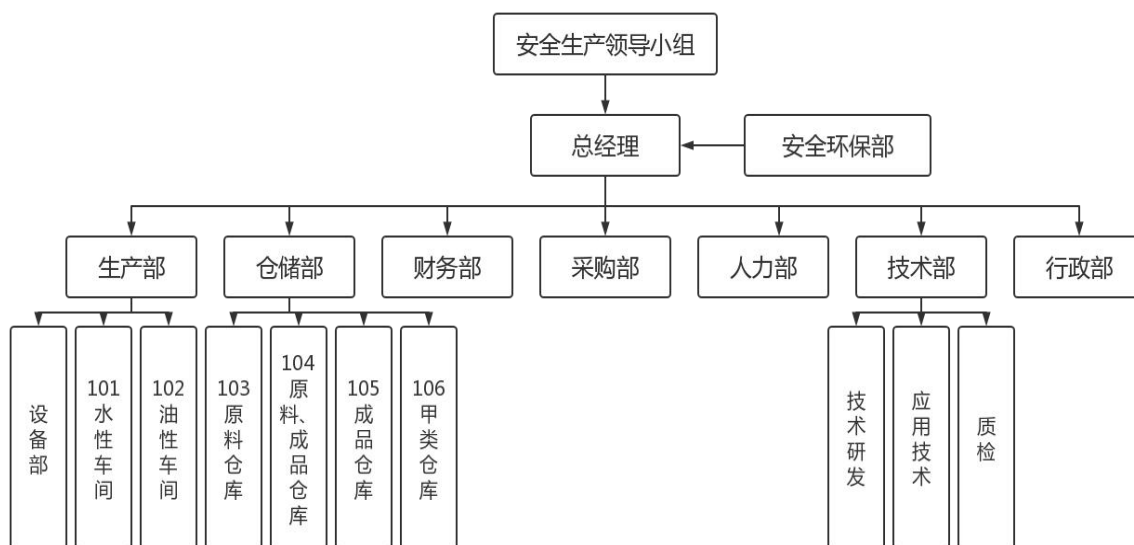 安全生产领导小组
总经理
安全环保部
生产部
仓储部
财务部
采购部
人力部
技术部
行政部
设备部
101水性车间
102油性车间
103原料仓库
104原料、成品仓库
105成品仓库
106甲类仓库
技术研发
应用技术
质检